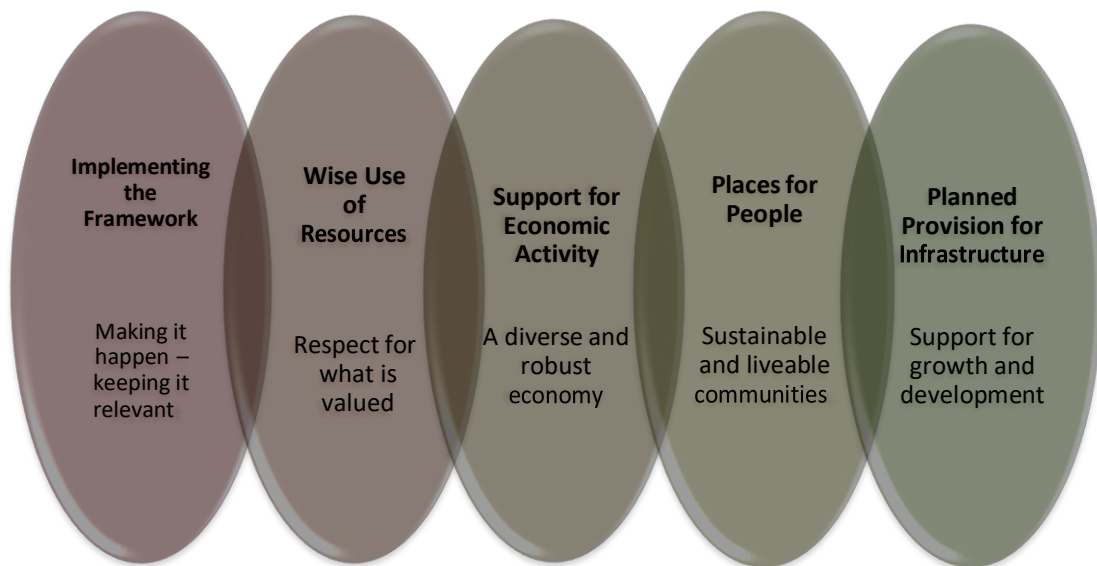 Implementing
the
Framework
Making it
happen –
keeping it
relevant
Wise Use
of
Resources
Respect for
what is
valued
Support for
Economic
Activity
A diverse and
robust
economy
Places for
People
Sustainable
and liveable
communities
Planned
Provision for
Infrastructure
Support for
growth and
development